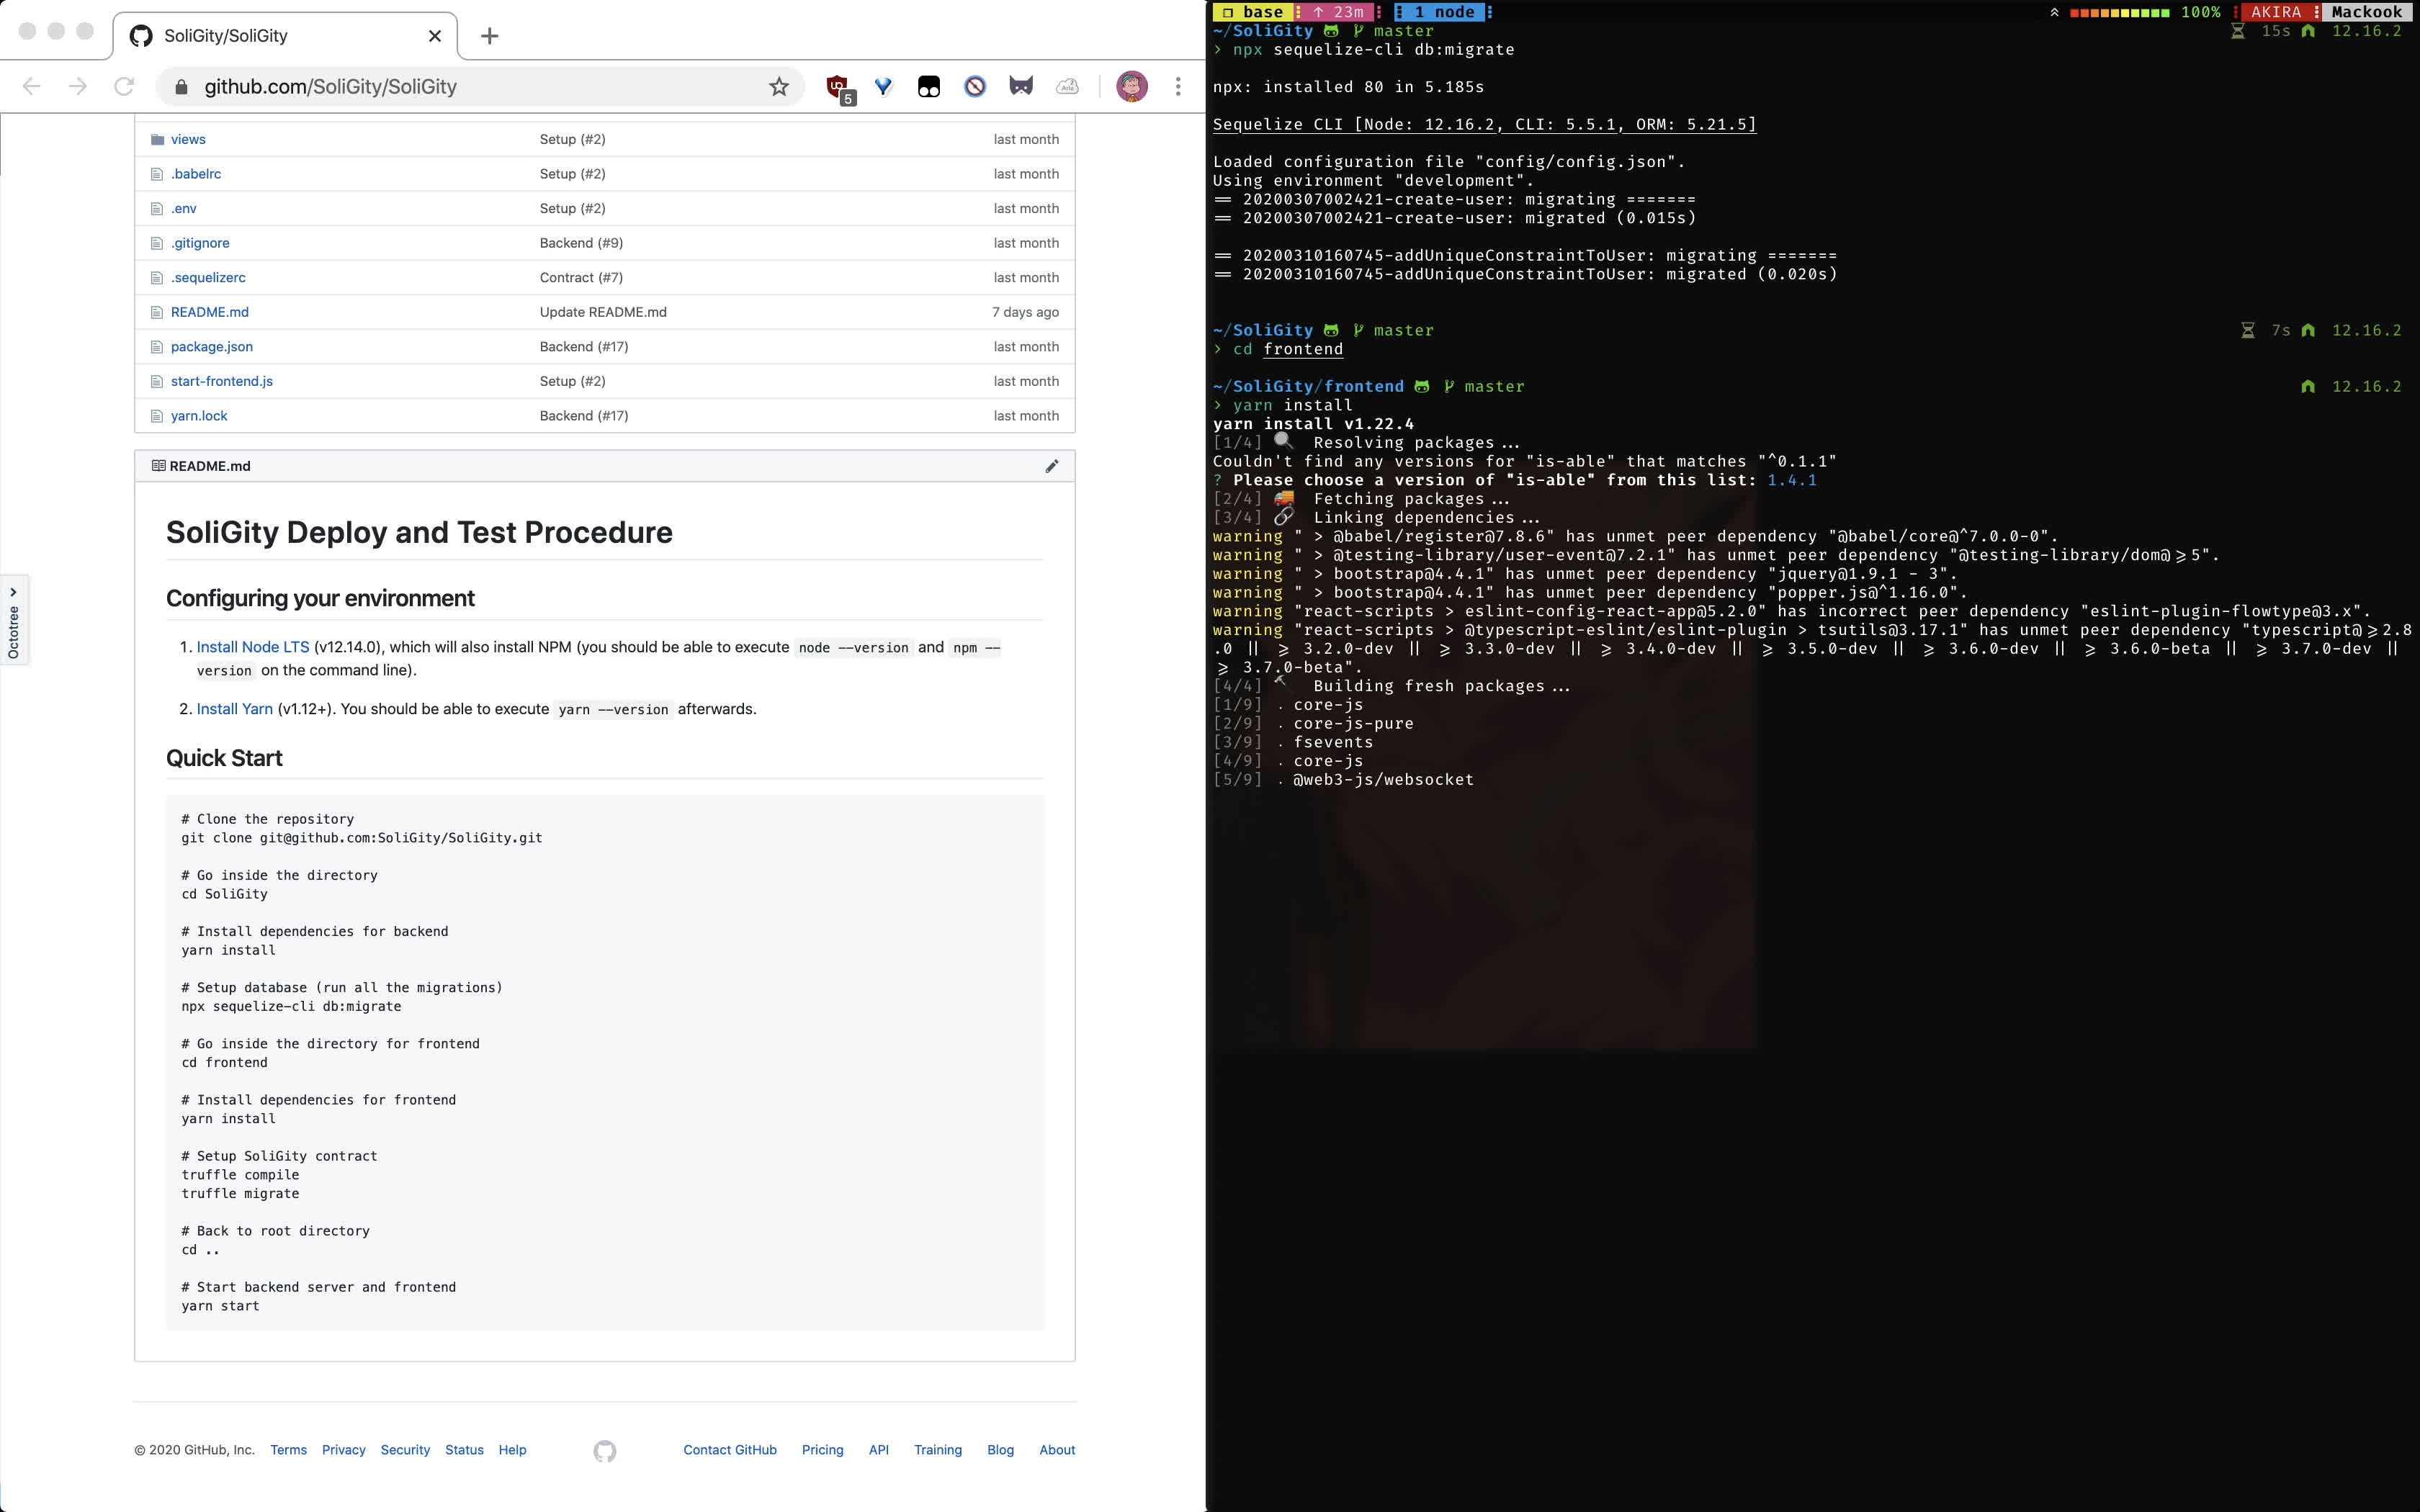 SoliGity/SoliGity
github.com/SoliGity/SoliGity
5
Aria
views Setup (#2) last month
.babelrc Setup (#2) last month
.env Setup (#2) last month
.gitignore Backend (#9) last month
.sequelizerc Contract (#7) last month
README.md Update README.md 7 days ago
package.json Backend (#17) last month
start-frontend.js Setup (#2) last month
yarn.lock Backend (#17) last month
README.md
Octotree
SoliGity Deploy and Test Procedure
Configuring your environment
1. Install Node LTS (v12.14.0), which will also install NPM (you should be able to execute node --version and npm --
version on the command line).
2. Install Yarn (v1.12+). You should be able to execute yarn --version afterwards.
Quick Start
# Clone the repository
git clone git@github.com:SoliGity/SoliGity.git
# Go inside the directory
cd SoliGity
# Install dependencies for backend
yarn install
# Setup database (run all the migrations)
npx sequelize-cli db:migrate
# Go inside the directory for frontend
cd frontend
# Install dependencies for frontend
yarn install
# Setup SoliGity contract
truffle compile
truffle migrate
# Back to root directory
cd ..
# Start backend server and frontend
yarn start
© 2020 GitHub, Inc. Terms Privacy Security Status Help Contact GitHub Pricing API Training Blog About
❐ base ↑ 23m 1 node 100% AKIRA Mackook
~/SoliGity master 15s 12.16.2
› npx sequelize-cli db:migrate
npx: installed 80 in 5.185s
Sequelize CLI [Node: 12.16.2, CLI: 5.5.1, ORM: 5.21.5]
Loaded configuration file "config/config.json".
Using environment "development".
== 20200307002421-create-user: migrating =======
== 20200307002421-create-user: migrated (0.015s)
== 20200310160745-addUniqueConstraintToUser: migrating =======
== 20200310160745-addUniqueConstraintToUser: migrated (0.020s)
~/SoliGity master 7s 12.16.2
› cd frontend
~/SoliGity/frontend master 12.16.2
› yarn install
yarn install v1.22.4
[1/4] 🔍 Resolving packages...
Couldn't find any versions for "is-able" that matches "^0.1.1"
? Please choose a version of "is-able" from this list: 1.4.1
[2/4] 🚚 Fetching packages...
[3/4] 🔗 Linking dependencies...
warning " > @babel/register@7.8.6" has unmet peer dependency "@babel/core@^7.0.0-0".
warning " > @testing-library/user-event@7.2.1" has unmet peer dependency "@testing-library/dom@>=5".
warning " > bootstrap@4.4.1" has unmet peer dependency "jquery@1.9.1 - 3".
warning " > bootstrap@4.4.1" has unmet peer dependency "popper.js@^1.16.0".
warning "react-scripts > eslint-config-react-app@5.2.0" has incorrect peer dependency "eslint-plugin-flowtype@3.x".
warning "react-scripts > @typescript-eslint/eslint-plugin > tsutils@3.17.1" has unmet peer dependency "typescript@>=2.8
.0 || >= 3.2.0-dev || >= 3.3.0-dev || >= 3.4.0-dev || >= 3.5.0-dev || >= 3.6.0-dev || >= 3.6.0-beta || >= 3.7.0-dev ||
>= 3.7.0-beta".
[4/4] 🔨 Building fresh packages...
[1/9] . core-js
[2/9] . core-js-pure
[3/9] . fsevents
[4/9] . core-js
[5/9] . @web3-js/websocket